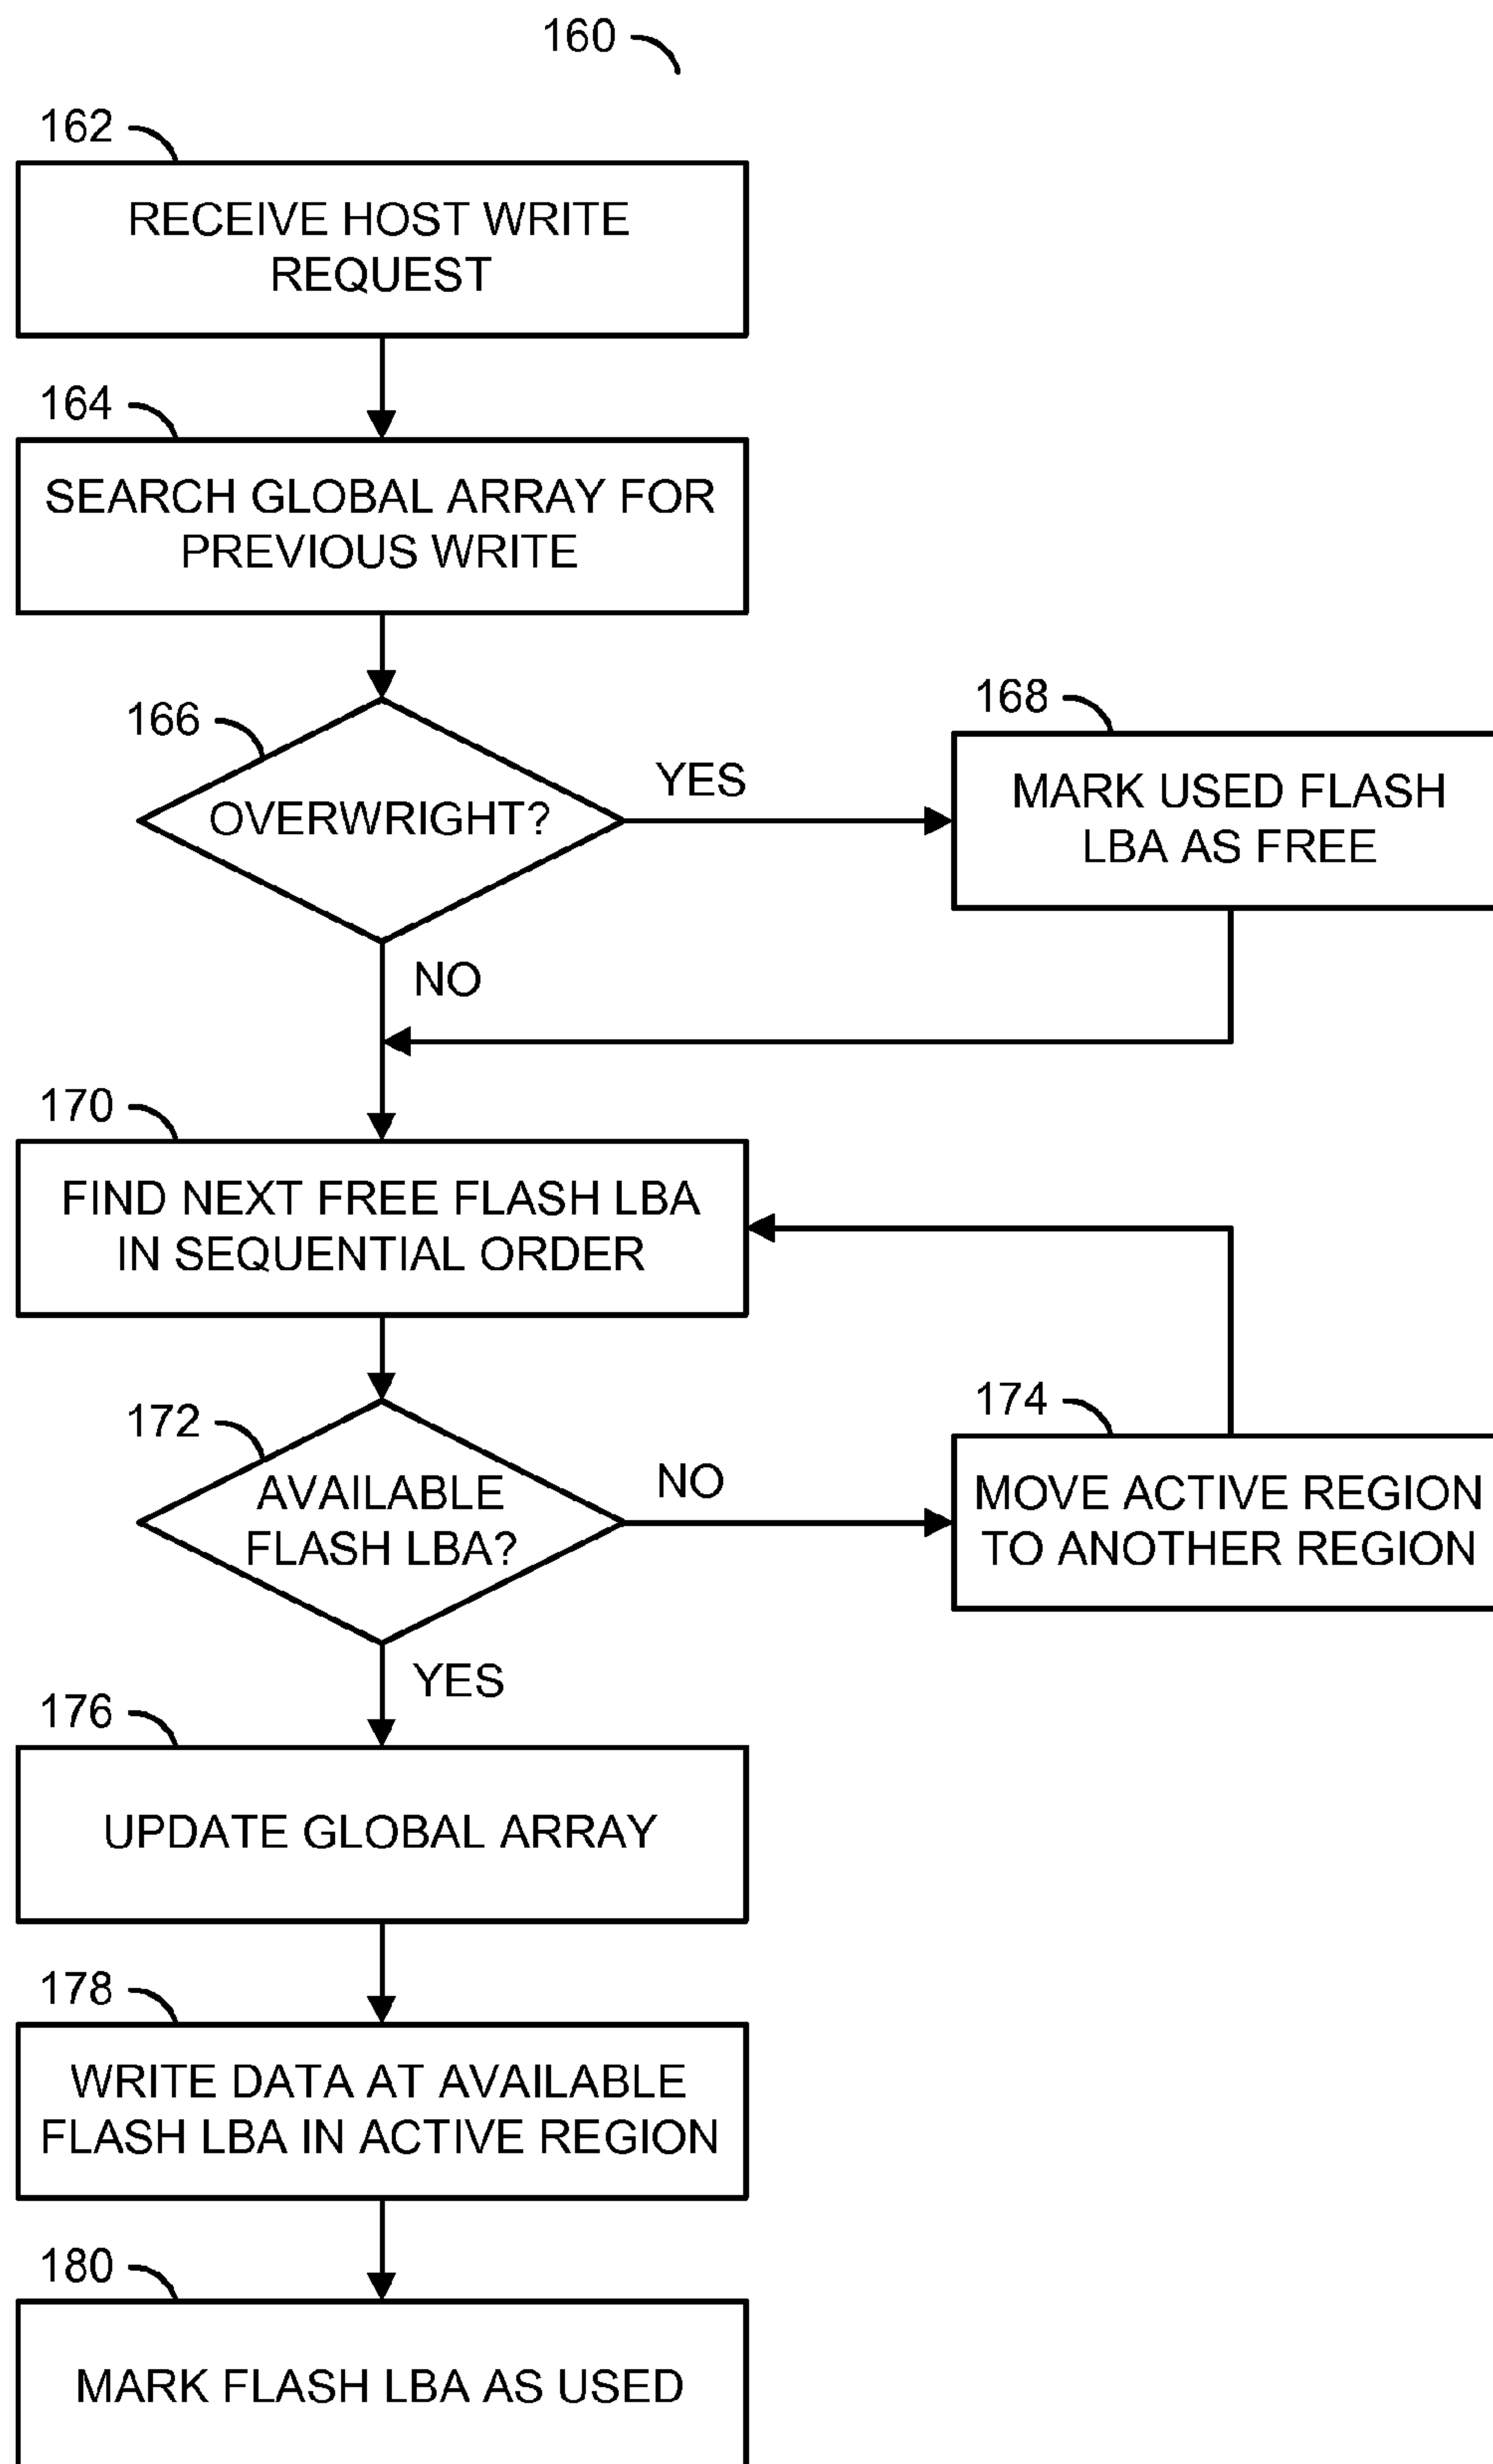 160
162
RECEIVE HOST WRITE
REQUEST
164
SEARCH GLOBAL ARRAY FOR
PREVIOUS WRITE
166
OVERWRIGHT?
YES
168
MARK USED FLASH
LBA AS FREE
NO
170
FIND NEXT FREE FLASH LBA
IN SEQUENTIAL ORDER
172
AVAILABLE
FLASH LBA?
NO
174
MOVE ACTIVE REGION
TO ANOTHER REGION
YES
176
UPDATE GLOBAL ARRAY
178
WRITE DATA AT AVAILABLE
FLASH LBA IN ACTIVE REGION
180
MARK FLASH LBA AS USED